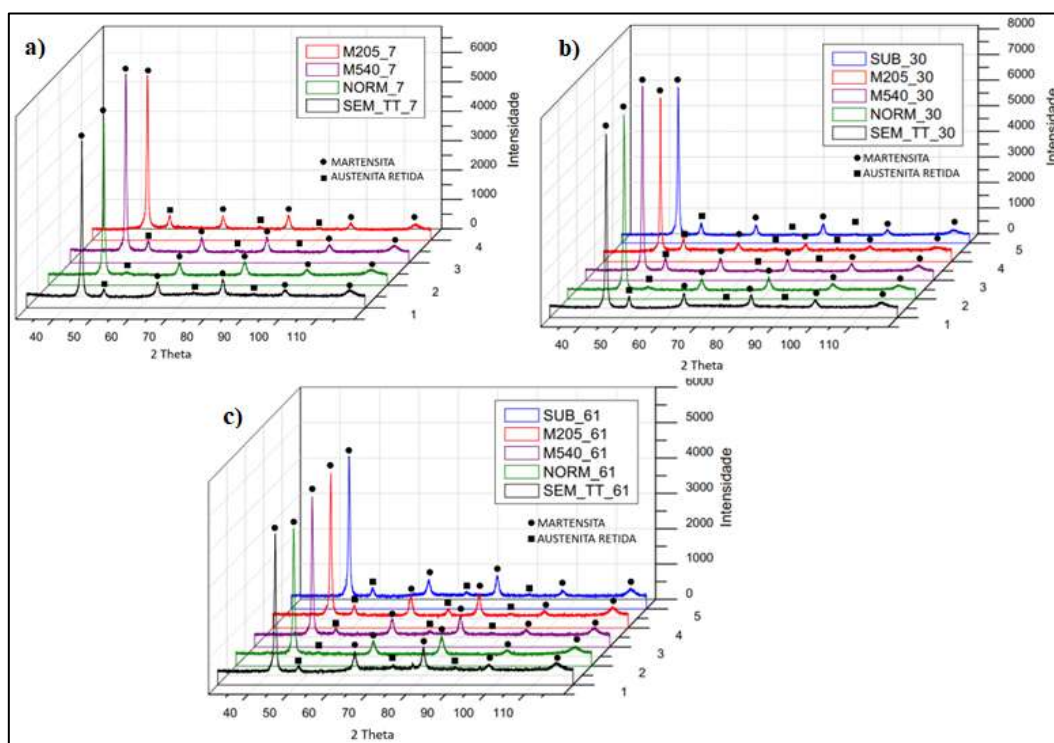 a)
M205_7
M540_7
NORM_7
SEM_TT_7
MARTENSITA
AUSTENITA RETIDA
6000
5000
4000
3000
2000
1000
0
Intensidade
4
3
2
1
40 50 60 70 80 90 100 110
2 Theta
b)
SUB_30
M205_30
M540_30
NORM_30
SEM_TT_30
MARTENSITA
AUSTENITA RETIDA
8000
7000
6000
5000
4000
3000
2000
1000
0
Intensidade
5
4
3
2
1
40 50 60 70 80 90 100 110
2 Theta
c)
SUB_61
M205_61
M540_61
NORM_61
SEM_TT_61
MARTENSITA
AUSTENITA RETIDA
6000
5000
4000
3000
2000
1000
0
Intensidade
5
4
3
2
1
40 50 60 70 80 90 100 110
2 Theta